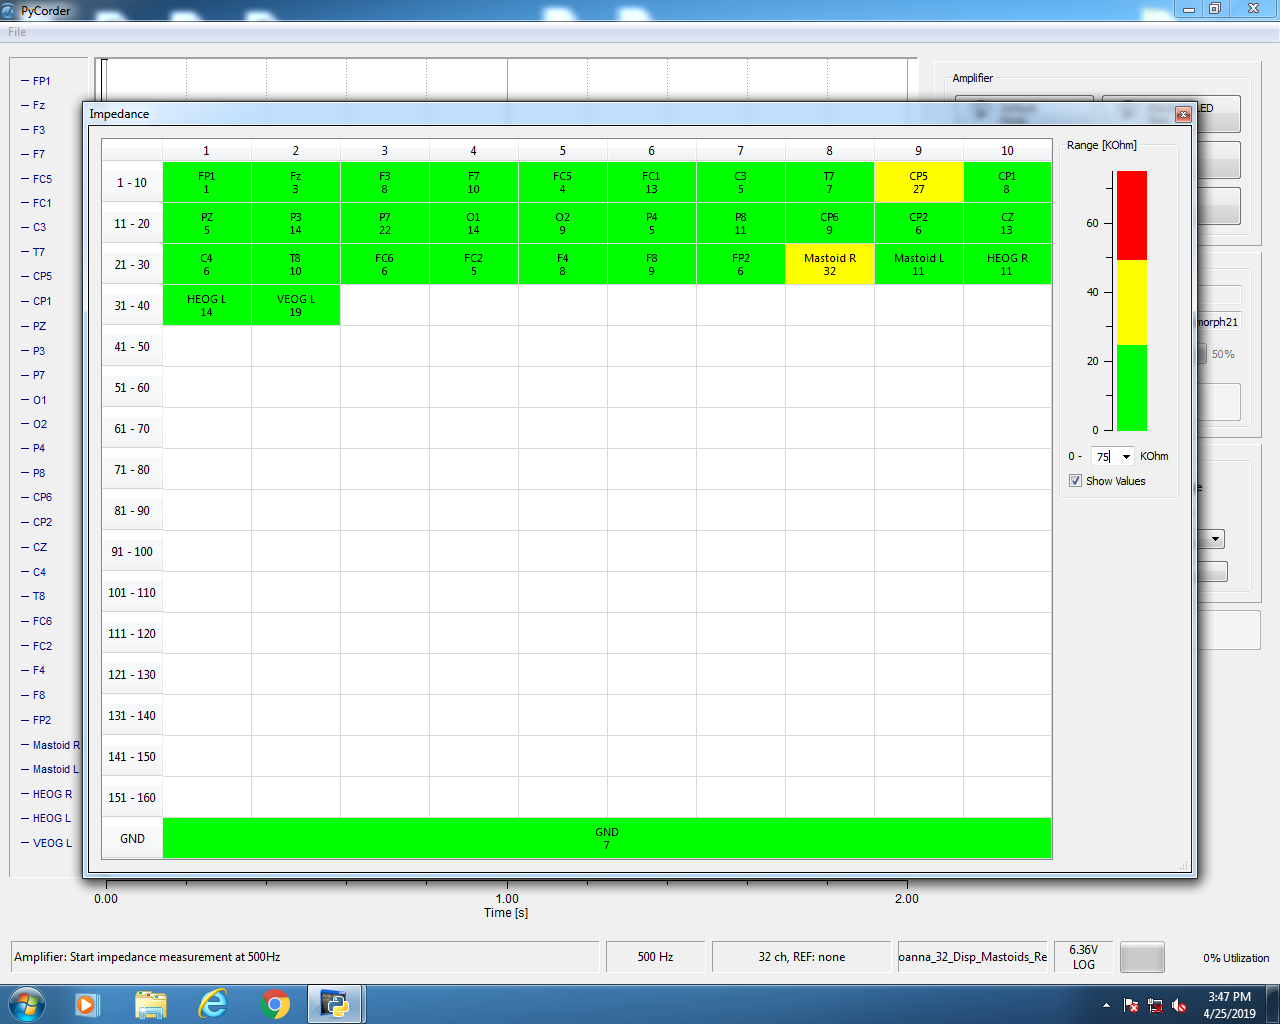 PyCorder
File
FP1
Fz
F3
F7
FC5
FC1
C3
T7
CP5
CP1
PZ
P3
P7
O1
O2
P4
P8
CP6
CP2
CZ
C4
T8
FC6
FC2
F4
F8
FP2
Mastoid R
Mastoid L
HEOG R
HEOG L
VEOG L
Impedance
1 2 3 4 5 6 7 8 9 10
1 - 10 FP1 Fz F3 F7 FC5 FC1 C3 T7 CP5 CP1
1 3 8 10 4 13 5 7 27 8
11 - 20 PZ P3 P7 O1 O2 P4 P8 CP6 CP2 CZ
5 14 22 14 9 5 11 9 6 13
21 - 30 C4 T8 FC6 FC2 F4 F8 FP2 Mastoid R Mastoid L HEOG R
6 10 6 5 8 9 6 32 11 11
31 - 40 HEOG L VEOG L
14 19
41 - 50
51 - 60
61 - 70
71 - 80
81 - 90
91 - 100
101 - 110
111 - 120
121 - 130
131 - 140
141 - 150
151 - 160
GND GND
7
Range [KOhm]
60
40
20
0
0 - 75 KOhm
Show Values
Amplifier
ED
morph21
50%
0.00 1.00 2.00
Time [s]
Amplifier: Start impedance measurement at 500Hz
500 Hz
32 ch, REF: none
oanna_32_Disp_Mastoids_Re
6.36V
LOG
0% Utilization
3:47 PM
4/25/2019